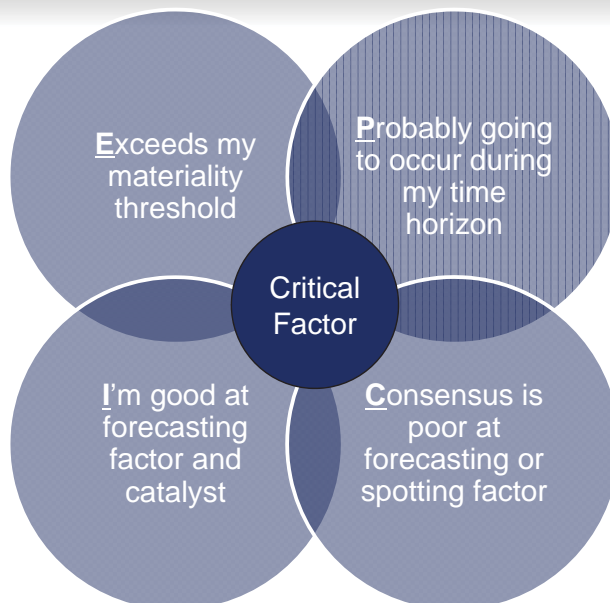 Exceeds my
materiality
threshold
Probably going
to occur during
my time
horizon
Critical
Factor
I'm good at
forecasting
factor and
catalyst
Consensus is
poor at
forecasting or
spotting factor